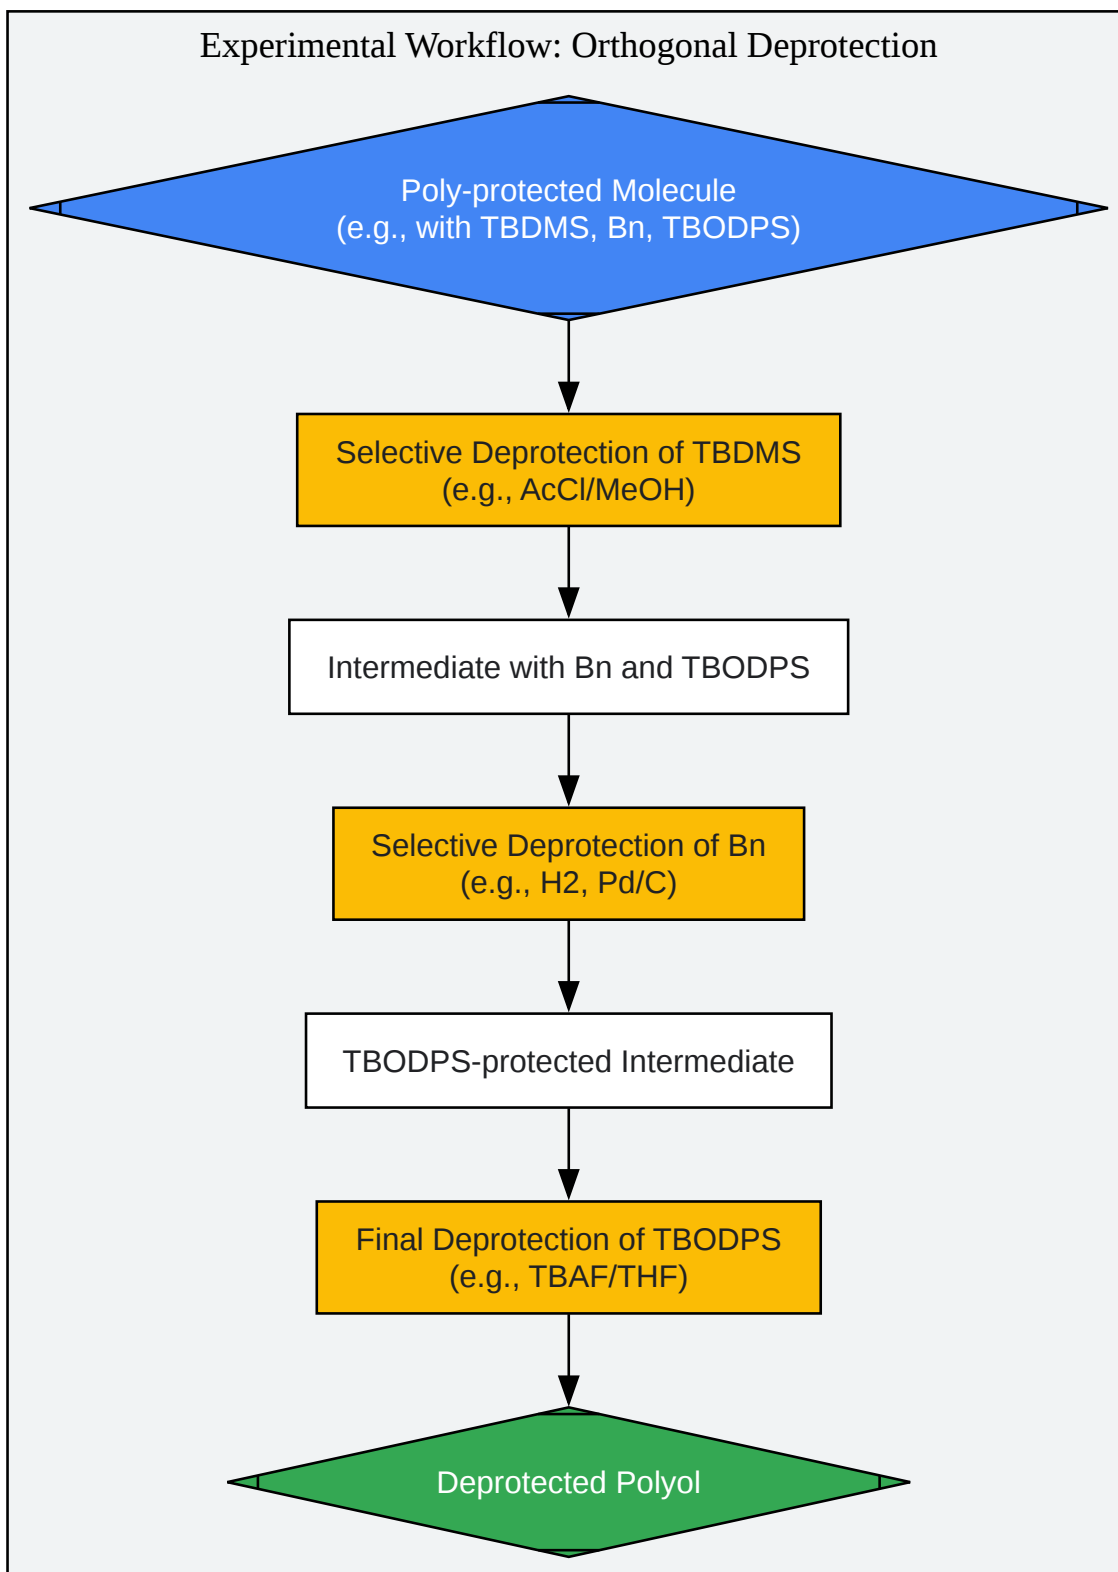 Experimental Workflow: Orthogonal Deprotection
Poly-protected Molecule
(e.g., with TBDMS, Bn, TBODPS)
Selective Deprotection of TBDMS
(e.g., AcCl/MeOH)
Intermediate with Bn and TBODPS
Selective Deprotection of Bn
(e.g., H2, Pd/C)
TBODPS-protected Intermediate
Final Deprotection of TBODPS
(e.g., TBAF/THF)
Deprotected Polyol